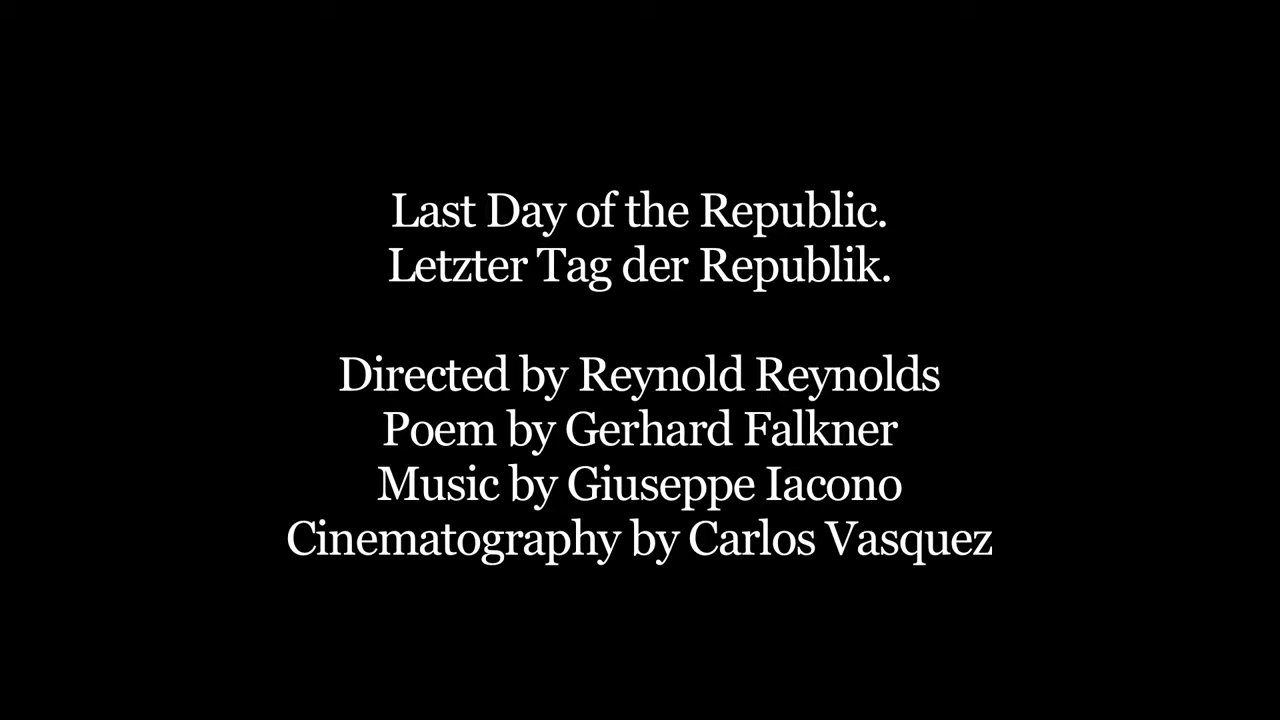 Last Day of the Republic.
Letzter Tag der Republik.
Directed by Reynold Reynolds
Poem by Gerhard Falkner
Music by Giuseppe Iacono
Cinematography by Carlos Vasquez